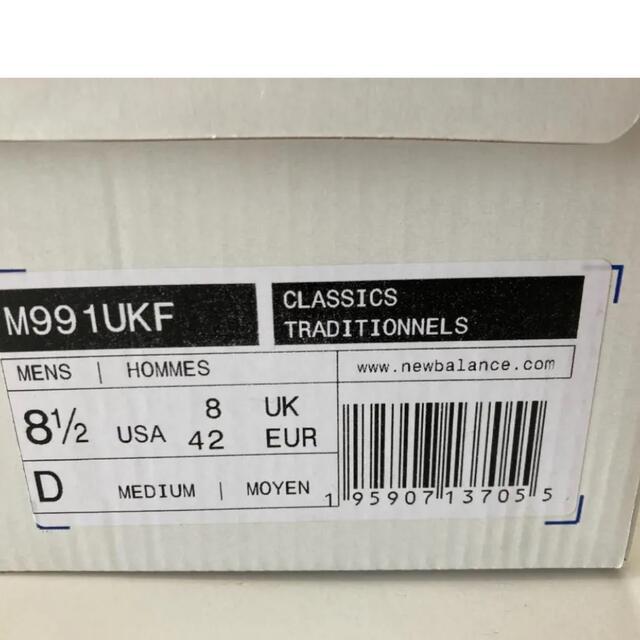 M991UKF
CLASSICS
TRADITIONNELS
MENS | HOMMES
www.newbalance.com
8½ USA 8 UK
42 EUR
D MEDIUM | MOYEN
1 95907 13705 5